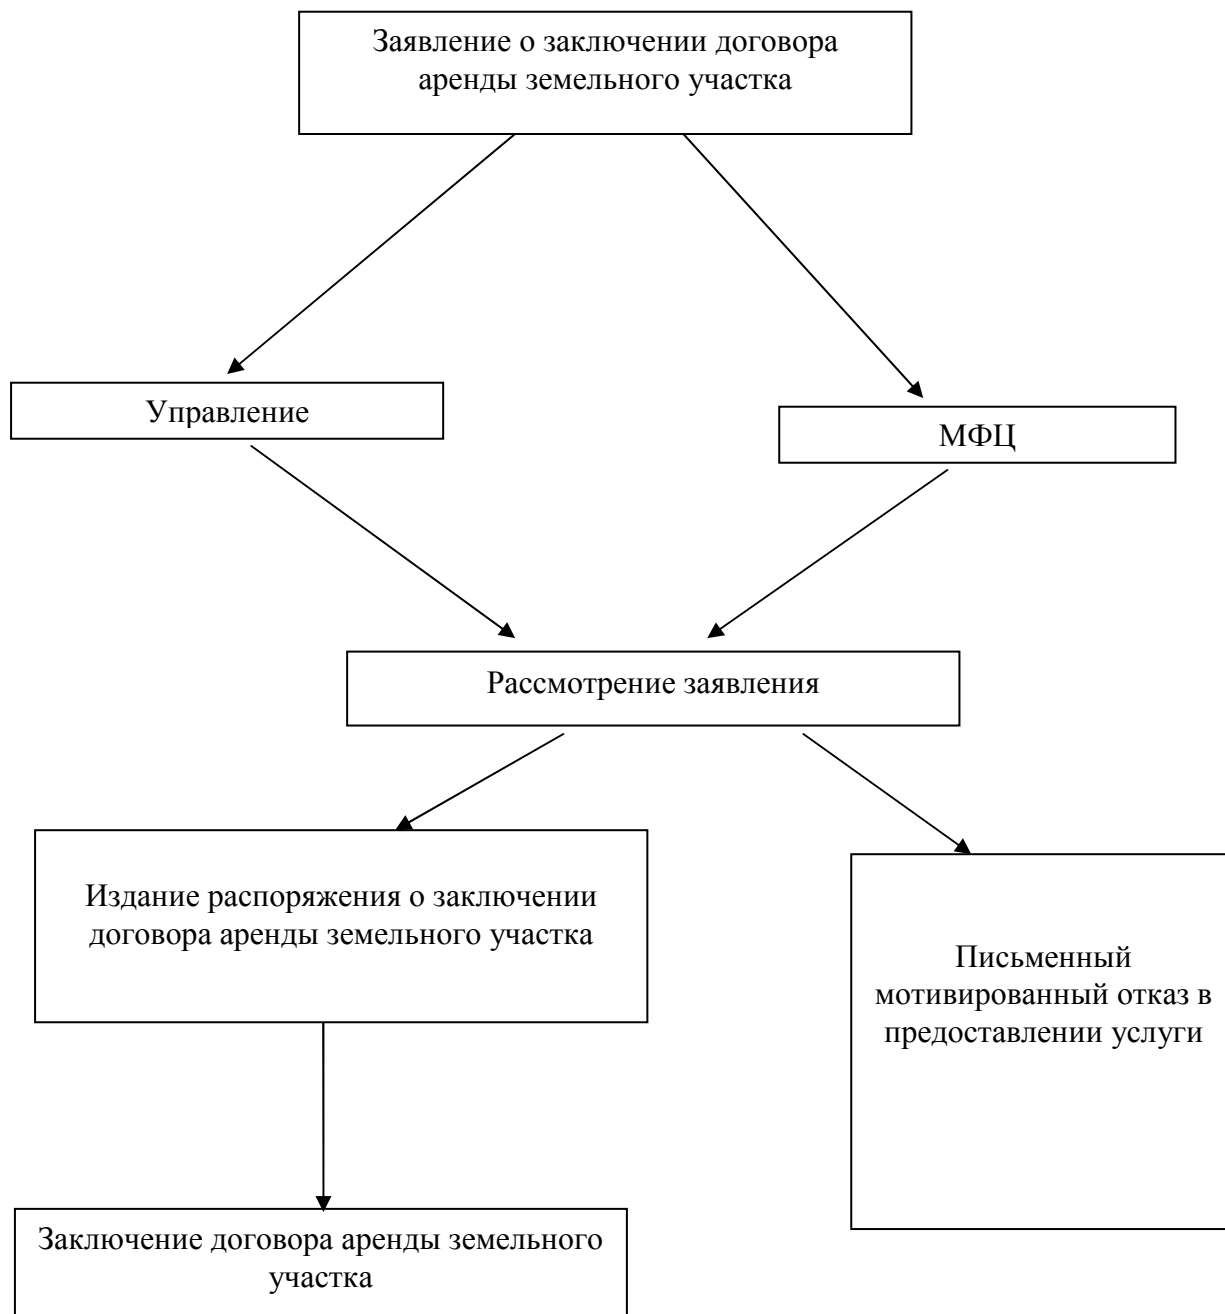 Заявление о заключении договора
аренды земельного участка
Управление
МФЦ
Рассмотрение заявления
Издание распоряжения о заключении
договора аренды земельного участка
Письменный
мотивированный отказ в
предоставлении услуги
Заключение договора аренды земельного
участка